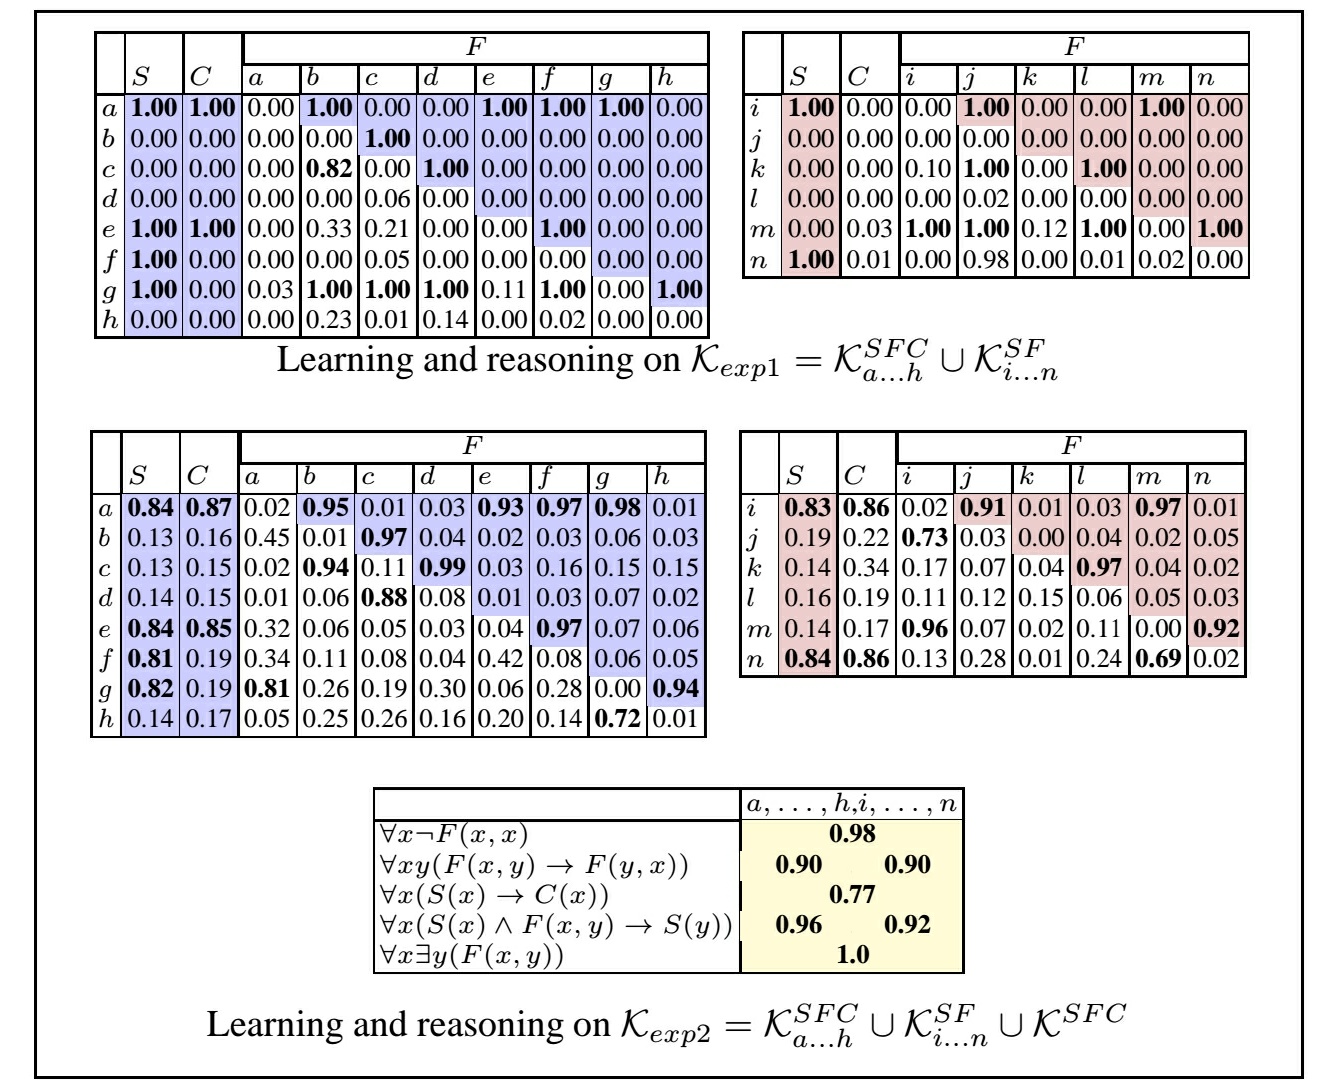 F
S C a b c d e f g h
a 1.00 1.00 0.00 1.00 0.00 0.00 1.00 1.00 1.00 0.00
b 0.00 0.00 0.00 0.00 1.00 0.00 0.00 0.00 0.00 0.00
c 0.00 0.00 0.00 0.82 0.00 1.00 0.00 0.00 0.00 0.00
d 0.00 0.00 0.00 0.00 0.06 0.00 0.00 0.00 0.00 0.00
e 1.00 1.00 0.00 0.33 0.21 0.00 0.00 1.00 0.00 0.00
f 1.00 0.00 0.00 0.00 0.05 0.00 0.00 0.00 0.00 0.00
g 1.00 0.00 0.03 1.00 1.00 1.00 0.11 1.00 0.00 1.00
h 0.00 0.00 0.00 0.23 0.01 0.14 0.00 0.02 0.00 0.00
F
S C i j k l m n
i 1.00 0.00 0.00 1.00 0.00 0.00 1.00 0.00
j 0.00 0.00 0.00 0.00 0.00 0.00 0.00 0.00
k 0.00 0.00 0.10 1.00 0.00 1.00 0.00 0.00
l 0.00 0.00 0.00 0.02 0.00 0.00 0.00 0.00
m 0.00 0.03 1.00 1.00 0.12 1.00 0.00 1.00
n 1.00 0.01 0.00 0.98 0.00 0.01 0.02 0.00
Learning and reasoning on 𝒦_{exp1} = 𝒦^{SFC}_{a...h} ∪ 𝒦^{SF}_{i...n}
F
S C a b c d e f g h
a 0.84 0.87 0.02 0.95 0.01 0.03 0.93 0.97 0.98 0.01
b 0.13 0.16 0.45 0.01 0.97 0.04 0.02 0.03 0.06 0.03
c 0.13 0.15 0.02 0.94 0.11 0.99 0.03 0.16 0.15 0.15
d 0.14 0.15 0.01 0.06 0.88 0.08 0.01 0.03 0.07 0.02
e 0.84 0.85 0.32 0.06 0.05 0.03 0.04 0.97 0.07 0.06
f 0.81 0.19 0.34 0.11 0.08 0.04 0.42 0.08 0.06 0.05
g 0.82 0.19 0.81 0.26 0.19 0.30 0.06 0.28 0.00 0.94
h 0.14 0.17 0.05 0.25 0.26 0.16 0.20 0.14 0.72 0.01
F
S C i j k l m n
i 0.83 0.86 0.02 0.91 0.01 0.03 0.97 0.01
j 0.19 0.22 0.73 0.03 0.00 0.04 0.02 0.05
k 0.14 0.34 0.17 0.07 0.04 0.97 0.04 0.02
l 0.16 0.19 0.11 0.12 0.15 0.06 0.05 0.03
m 0.14 0.17 0.96 0.07 0.02 0.11 0.00 0.92
n 0.84 0.86 0.13 0.28 0.01 0.24 0.69 0.02
a, . . . , h,i, . . . , n
∀x¬F(x, x) 0.98
∀xy(F(x, y) → F(y, x)) 0.90 0.90
∀x(S(x) → C(x)) 0.77
∀x(S(x) ∧ F(x, y) → S(y)) 0.96 0.92
∀x∃y(F(x, y)) 1.0
Learning and reasoning on 𝒦_{exp2} = 𝒦^{SFC}_{a...h} ∪ 𝒦^{SF}_{i...n} ∪ 𝒦^{SFC}